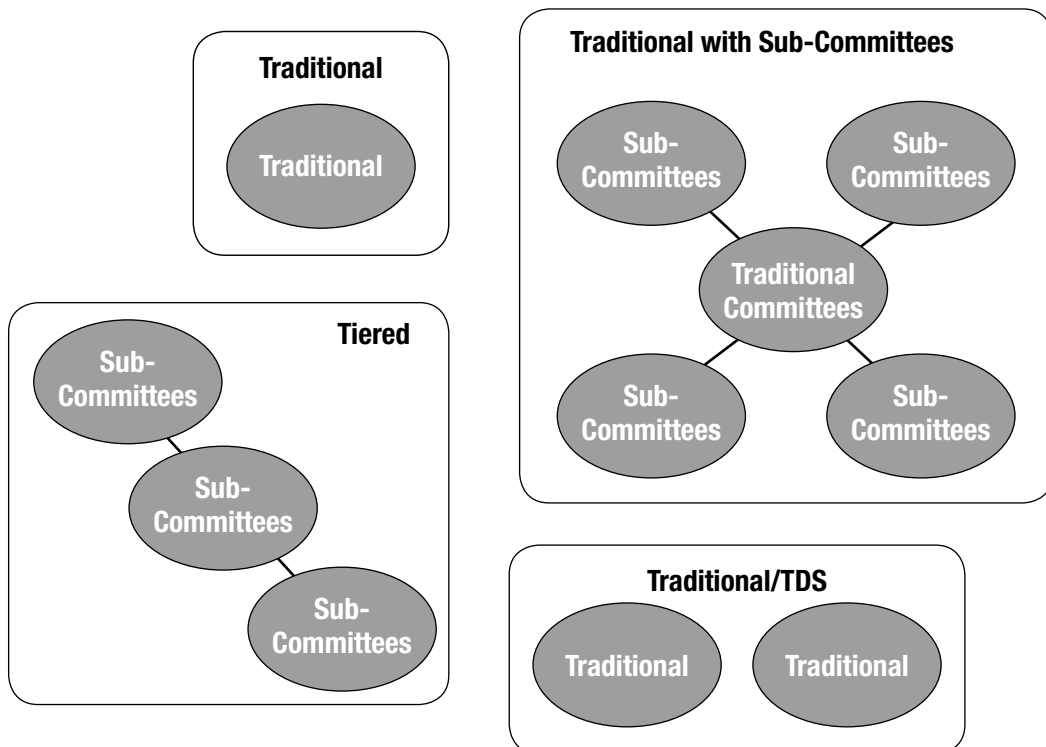 Traditional
Traditional
Traditional with Sub-Committees
Sub-
Committees
Sub-
Committees
Traditional
Committees
Sub-
Committees
Sub-
Committees
Tiered
Sub-
Committees
Sub-
Committees
Sub-
Committees
Traditional/TDS
Traditional
Traditional